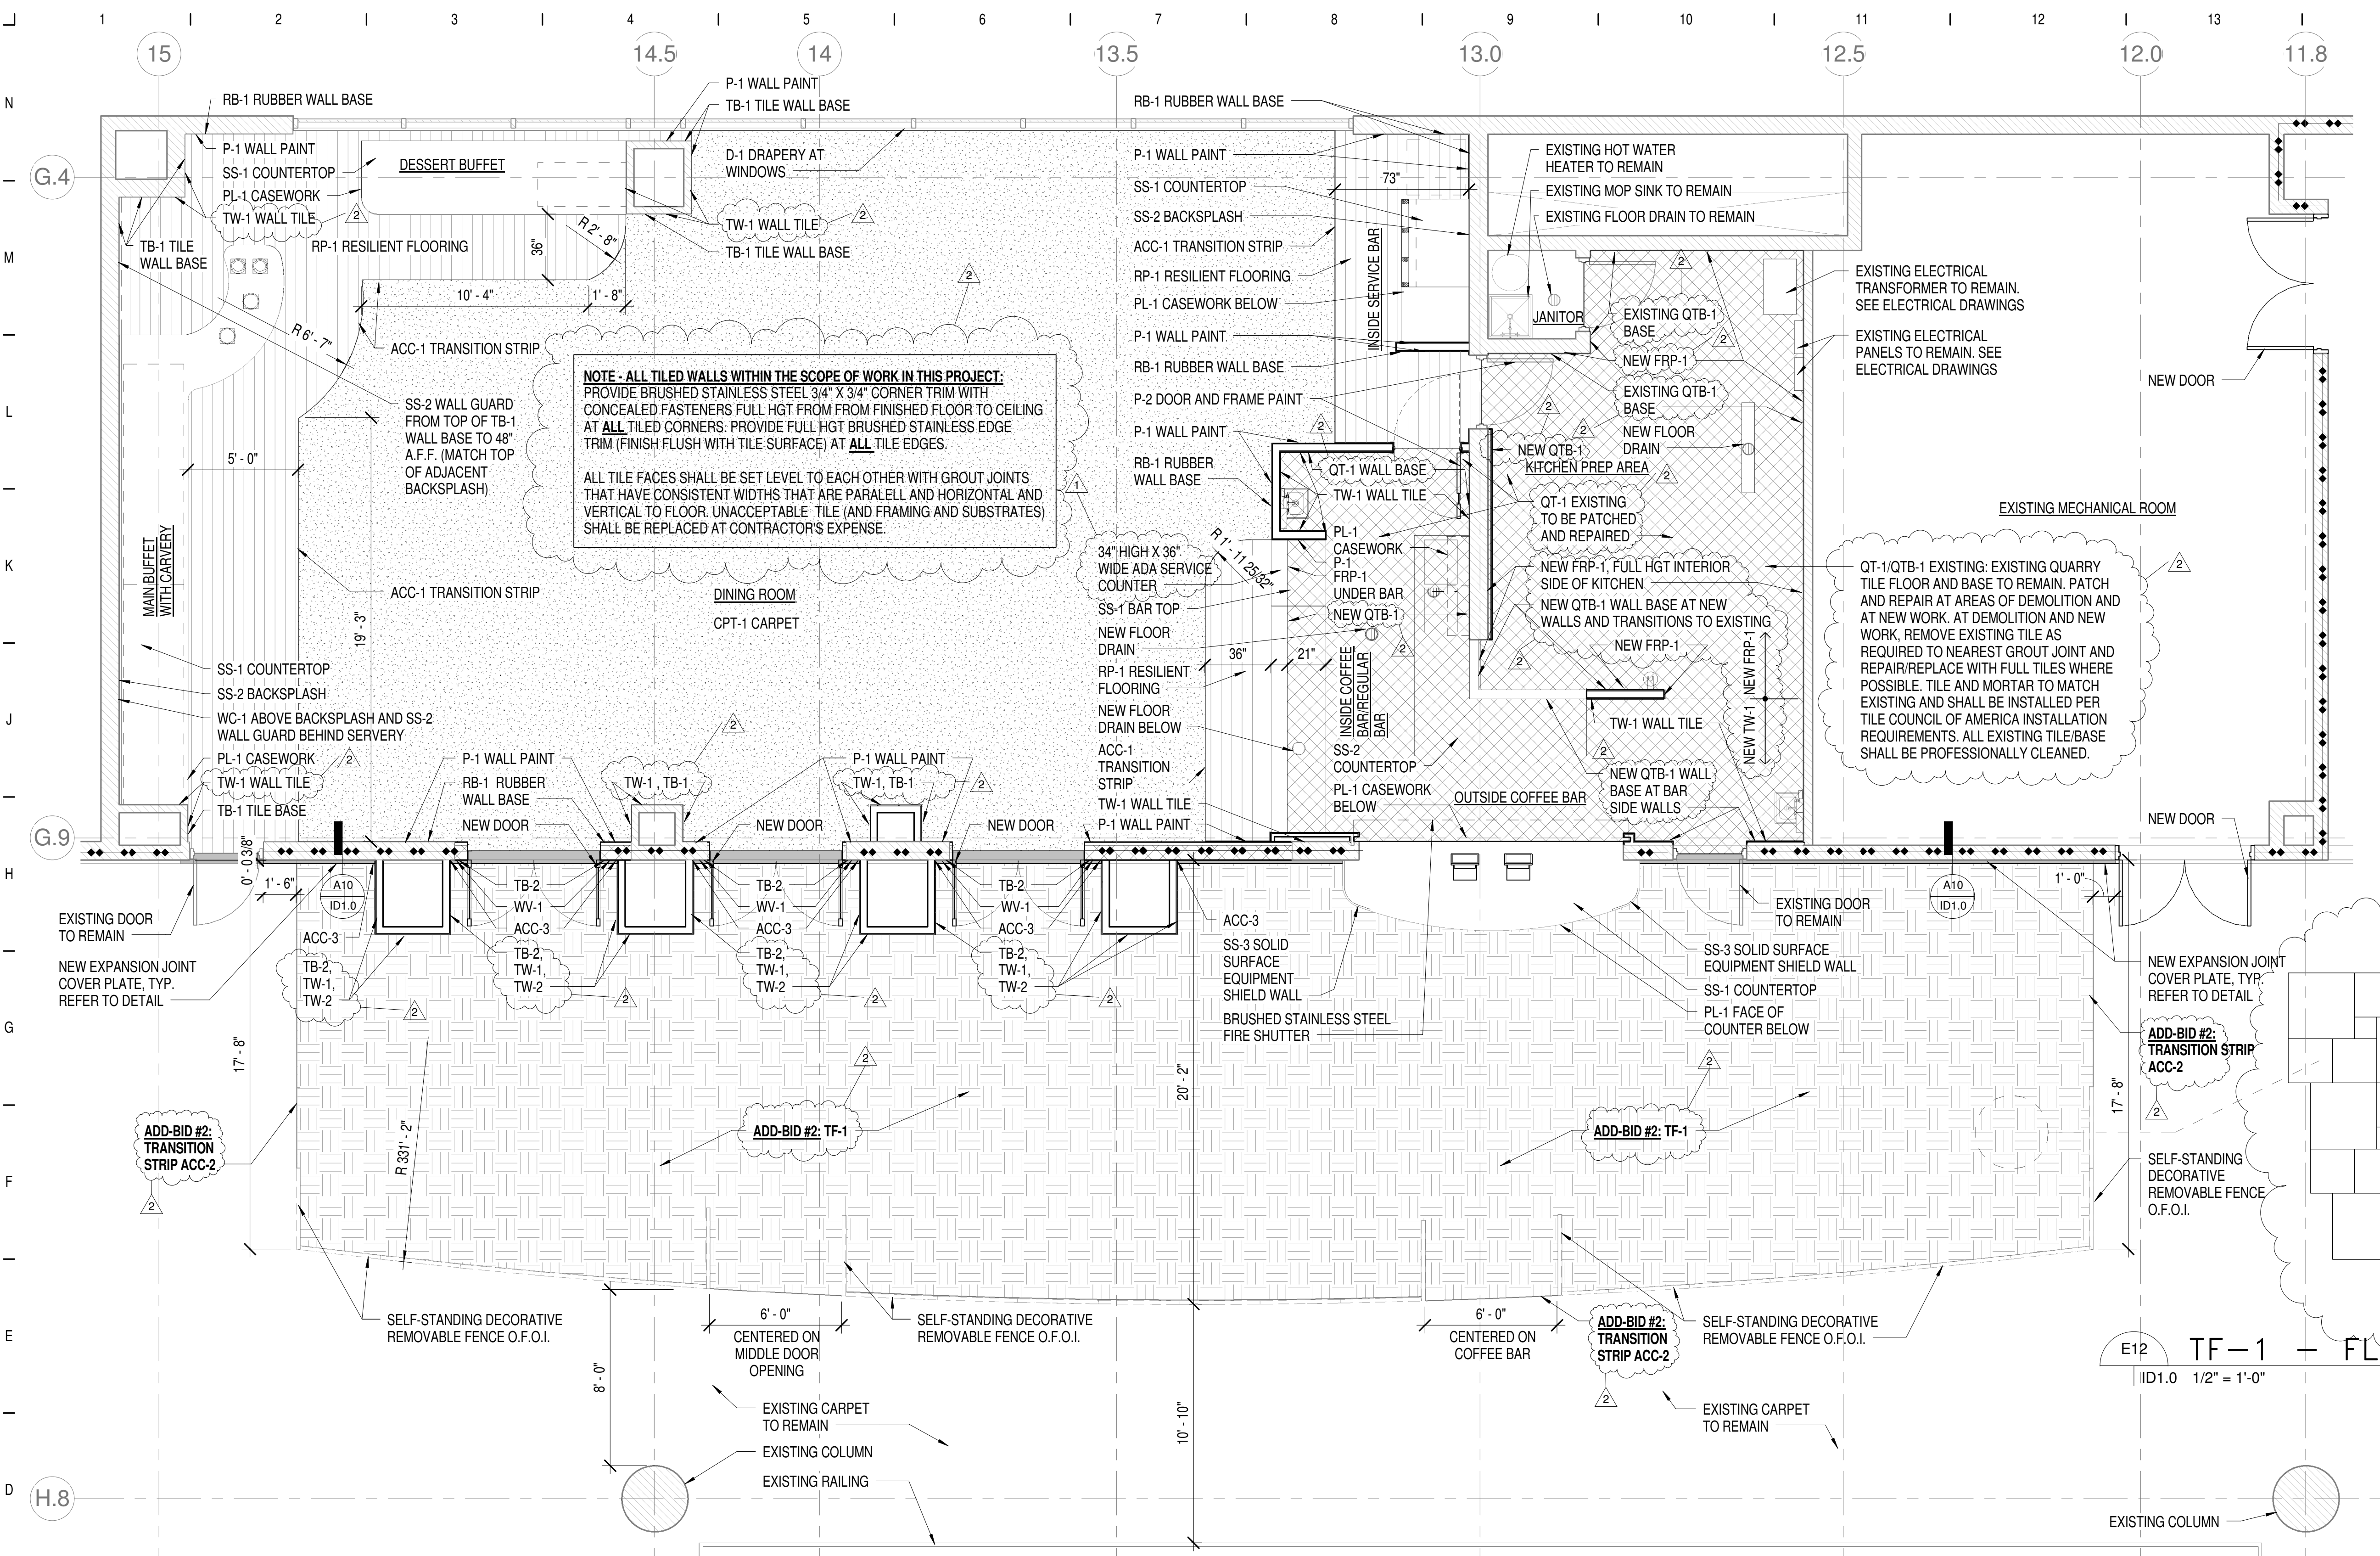 1 2 3 4 5 6 7 8 9 10 11 12 13
15 14.5 14 13.5 13.0 12.5 12.0 11.8
N
M
L
K
J
H
G
F
E
D
G.4
G.9
H.8
RB-1 RUBBER WALL BASE
P-1 WALL PAINT
SS-1 COUNTERTOP
PL-1 CASEWORK
TW-1 WALL TILE
2
TB-1 TILE
WALL BASE
RP-1 RESILIENT FLOORING
DESSERT BUFFET
P-1 WALL PAINT
TB-1 TILE WALL BASE
D-1 DRAPERY AT
WINDOWS
TW-1 WALL TILE
2
TB-1 TILE WALL BASE
R 2' - 8"
36"
10' - 4"
1' - 8"
R 6' - 7"
ACC-1 TRANSITION STRIP
2
SS-2 WALL GUARD
FROM TOP OF TB-1
WALL BASE TO 48"
A.F.F. (MATCH TOP
OF ADJACENT
BACKSPLASH)
5' - 0"
MAIN BUFFET
WITH CARVERY
ACC-1 TRANSITION STRIP
19' - 3"
NOTE - ALL TILED WALLS WITHIN THE SCOPE OF WORK IN THIS PROJECT:
PROVIDE BRUSHED STAINLESS STEEL 3/4" X 3/4" CORNER TRIM WITH
CONCEALED FASTENERS FULL HGT FROM FROM FINISHED FLOOR TO CEILING
AT ALL TILED CORNERS. PROVIDE FULL HGT BRUSHED STAINLESS EDGE
TRIM (FINISH FLUSH WITH TILE SURFACE) AT ALL TILE EDGES.
ALL TILE FACES SHALL BE SET LEVEL TO EACH OTHER WITH GROUT JOINTS
THAT HAVE CONSISTENT WIDTHS THAT ARE PARALELL AND HORIZONTAL AND
VERTICAL TO FLOOR. UNACCEPTABLE TILE (AND FRAMING AND SUBSTRATES)
SHALL BE REPLACED AT CONTRACTOR'S EXPENSE.
1
DINING ROOM
CPT-1 CARPET
SS-1 COUNTERTOP
SS-2 BACKSPLASH
WC-1 ABOVE BACKSPLASH AND SS-2
WALL GUARD BEHIND SERVERY
PL-1 CASEWORK
TW-1 WALL TILE
2
TB-1 TILE BASE
P-1 WALL PAINT
RB-1 RUBBER
WALL BASE
NEW DOOR
TW-1 , TB-1
2
NEW DOOR
P-1 WALL PAINT
TW-1, TB-1
2
NEW DOOR
RB-1 RUBBER WALL BASE
P-1 WALL PAINT
SS-1 COUNTERTOP
SS-2 BACKSPLASH
ACC-1 TRANSITION STRIP
RP-1 RESILIENT FLOORING
PL-1 CASEWORK BELOW
P-1 WALL PAINT
RB-1 RUBBER WALL BASE
P-2 DOOR AND FRAME PAINT
P-1 WALL PAINT
RB-1 RUBBER
WALL BASE
73"
INSIDE SERVICE BAR
2
QT-1 WALL BASE
TW-1 WALL TILE
34" HIGH X 36"
WIDE ADA SERVICE
COUNTER
R 1' - 11 25/32"
SS-1 BAR TOP
NEW FLOOR
DRAIN
RP-1 RESILIENT
FLOORING
NEW FLOOR
DRAIN BELOW
ACC-1
TRANSITION
STRIP
TW-1 WALL TILE
P-1 WALL PAINT
36"
21"
PL-1
CASEWORK
P-1
FRP-1
UNDER BAR
NEW QTB-1
2
INSIDE COFFEE
BAR/REGULAR
BAR
SS-2
COUNTERTOP
PL-1 CASEWORK
BELOW
OUTSIDE COFFEE BAR
EXISTING HOT WATER
HEATER TO REMAIN
EXISTING MOP SINK TO REMAIN
EXISTING FLOOR DRAIN TO REMAIN
JANITOR
2
EXISTING QTB-1
BASE
2
NEW FRP-1
EXISTING QTB-1
BASE
2
2
NEW FLOOR
DRAIN
NEW QTB-1
KITCHEN PREP AREA
2
QT-1 EXISTING
TO BE PATCHED
AND REPAIRED
NEW FRP-1, FULL HGT INTERIOR
SIDE OF KITCHEN
NEW QTB-1 WALL BASE AT NEW
WALLS AND TRANSITIONS TO EXISTING
NEW FRP-1
2
NEW TW-1 NEW FRP-1
TW-1 WALL TILE
2
NEW QTB-1 WALL
BASE AT BAR
SIDE WALLS
EXISTING ELECTRICAL
TRANSFORMER TO REMAIN.
SEE ELECTRICAL DRAWINGS
EXISTING ELECTRICAL
PANELS TO REMAIN. SEE
ELECTRICAL DRAWINGS
NEW DOOR
EXISTING MECHANICAL ROOM
QT-1/QTB-1 EXISTING: EXISTING QUARRY
TILE FLOOR AND BASE TO REMAIN. PATCH
AND REPAIR AT AREAS OF DEMOLITION AND
AT NEW WORK. AT DEMOLITION AND NEW
WORK, REMOVE EXISTING TILE AS
REQUIRED TO NEAREST GROUT JOINT AND
REPAIR/REPLACE WITH FULL TILES WHERE
POSSIBLE. TILE AND MORTAR TO MATCH
EXISTING AND SHALL BE INSTALLED PER
TILE COUNCIL OF AMERICA INSTALLATION
REQUIREMENTS. ALL EXISTING TILE/BASE
SHALL BE PROFESSIONALLY CLEANED.
2
NEW DOOR
0' - 0 3/8"
1' - 6"
A10
ID1.0
EXISTING DOOR
TO REMAIN
NEW EXPANSION JOINT
COVER PLATE, TYP.
REFER TO DETAIL
ACC-3
TB-2,
TW-1,
TW-2
2
TB-2
WV-1
ACC-3
TB-2,
TW-1,
TW-2
2
TB-2
WV-1
ACC-3
TB-2,
TW-1,
TW-2
2
TB-2
WV-1
ACC-3
TB-2,
TW-1,
TW-2
2
ACC-3
SS-3 SOLID
SURFACE
EQUIPMENT
SHIELD WALL
BRUSHED STAINLESS STEEL
FIRE SHUTTER
EXISTING DOOR
TO REMAIN
SS-3 SOLID SURFACE
EQUIPMENT SHIELD WALL
SS-1 COUNTERTOP
PL-1 FACE OF
COUNTER BELOW
A10
ID1.0
1' - 0"
NEW EXPANSION JOINT
COVER PLATE, TYP.
REFER TO DETAIL
ADD-BID #2:
TRANSITION STRIP
ACC-2
2
17' - 8"
17' - 8"
R 331' - 2"
20' - 2"
ADD-BID #2:
TRANSITION
STRIP ACC-2
2
ADD-BID #2: TF-1
2
ADD-BID #2: TF-1
2
SELF-STANDING
DECORATIVE
REMOVABLE FENCE
O.F.O.I.
SELF-STANDING DECORATIVE
REMOVABLE FENCE O.F.O.I.
6' - 0"
CENTERED ON
MIDDLE DOOR
OPENING
SELF-STANDING DECORATIVE
REMOVABLE FENCE O.F.O.I.
6' - 0"
CENTERED ON
COFFEE BAR
ADD-BID #2:
TRANSITION
STRIP ACC-2
2
SELF-STANDING DECORATIVE
REMOVABLE FENCE O.F.O.I.
8' - 0"
10' - 10"
EXISTING CARPET
TO REMAIN
EXISTING COLUMN
EXISTING RAILING
EXISTING CARPET
TO REMAIN
E12
ID1.0
TF-1 - FL
1/2" = 1'-0"
EXISTING COLUMN